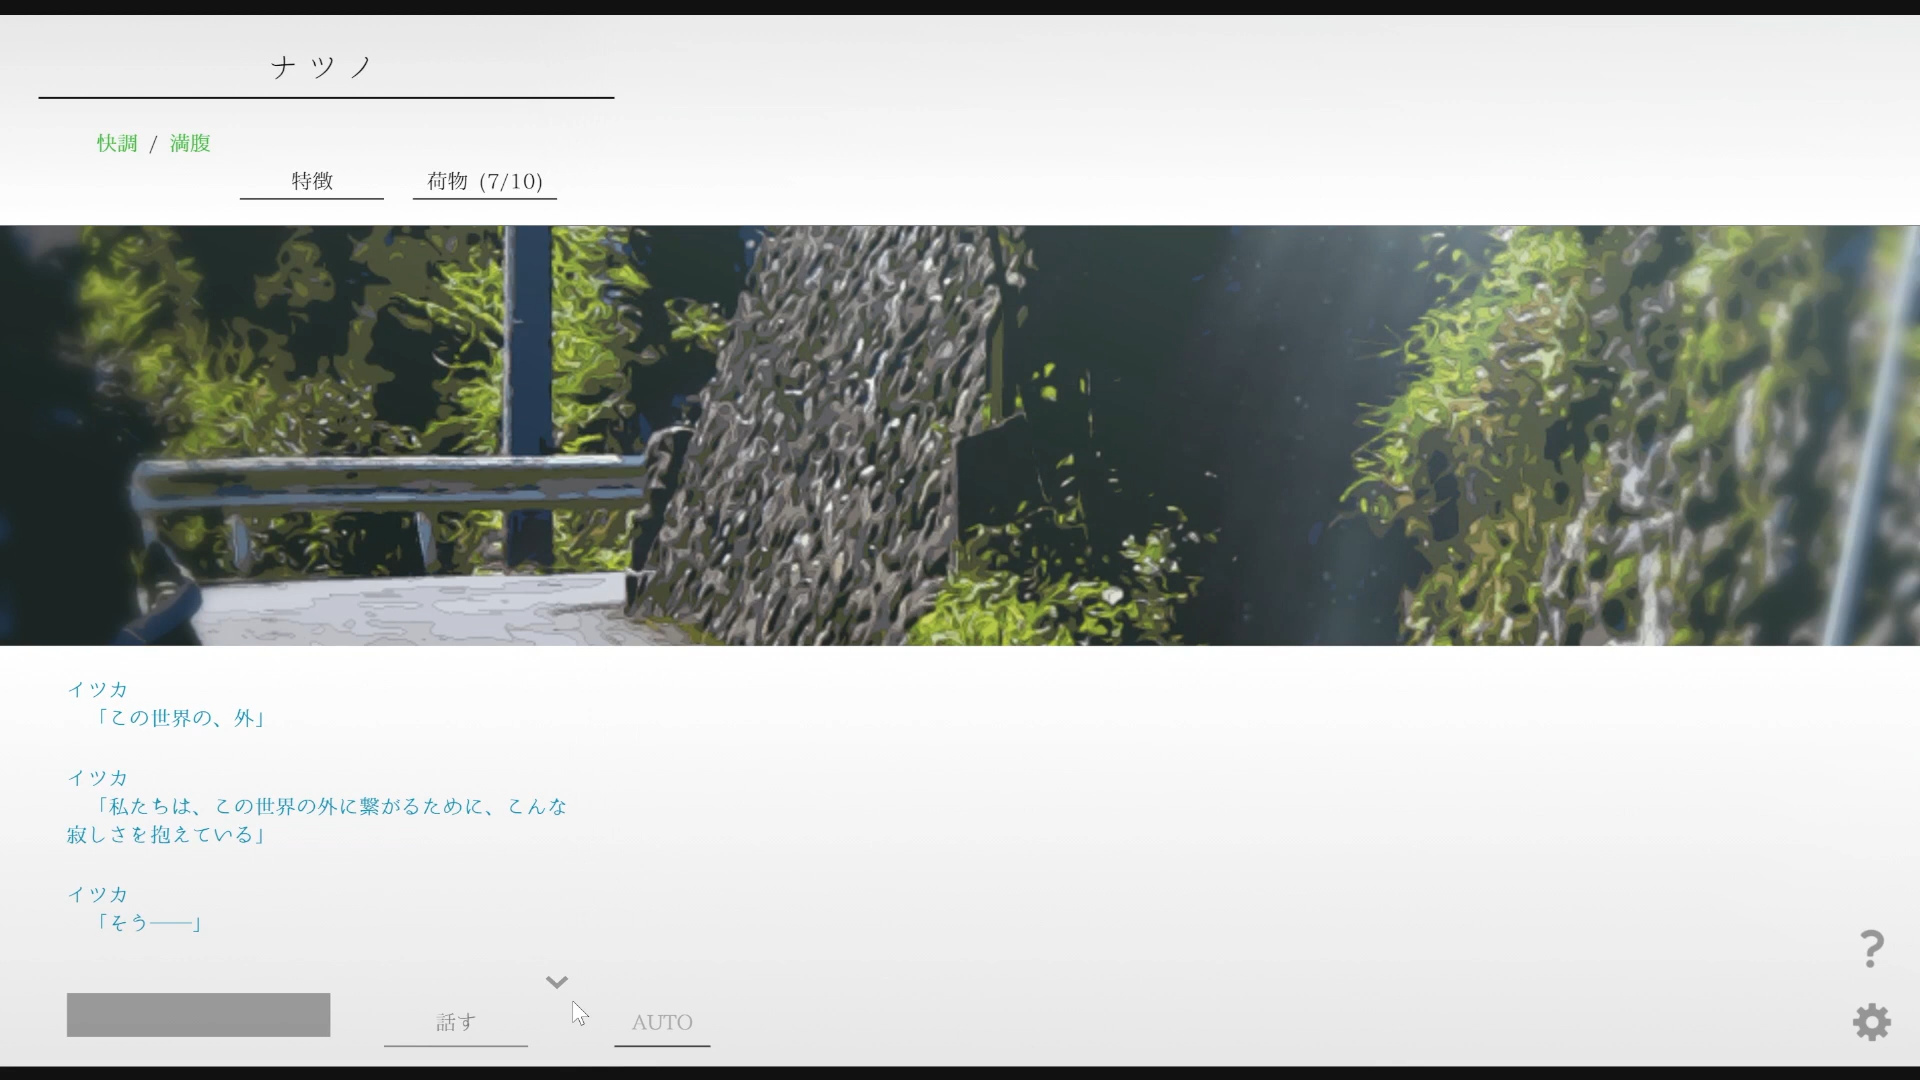 ナツノ
快調 / 満腹
特徴
荷物 (7/10)
イツカ
「この世界の、外」
イツカ
「私たちは、この世界の外に繋がるために、こんな
寂しさを抱えている」
イツカ
「そう――」
話す
AUTO
?